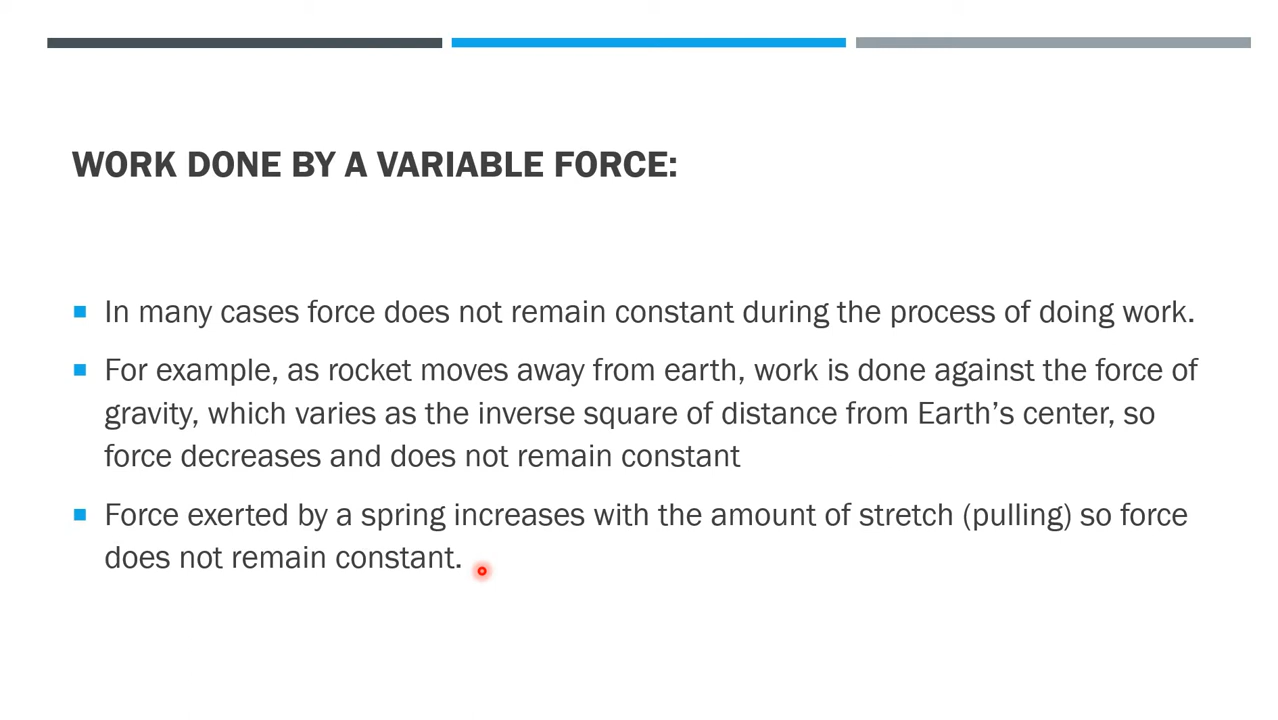 WORK DONE BY A VARIABLE FORCE:
In many cases force does not remain constant during the process of doing work.
For example, as rocket moves away from earth, work is done against the force of
gravity, which varies as the inverse square of distance from Earth’s center, so
force decreases and does not remain constant
Force exerted by a spring increases with the amount of stretch (pulling) so force
does not remain constant.